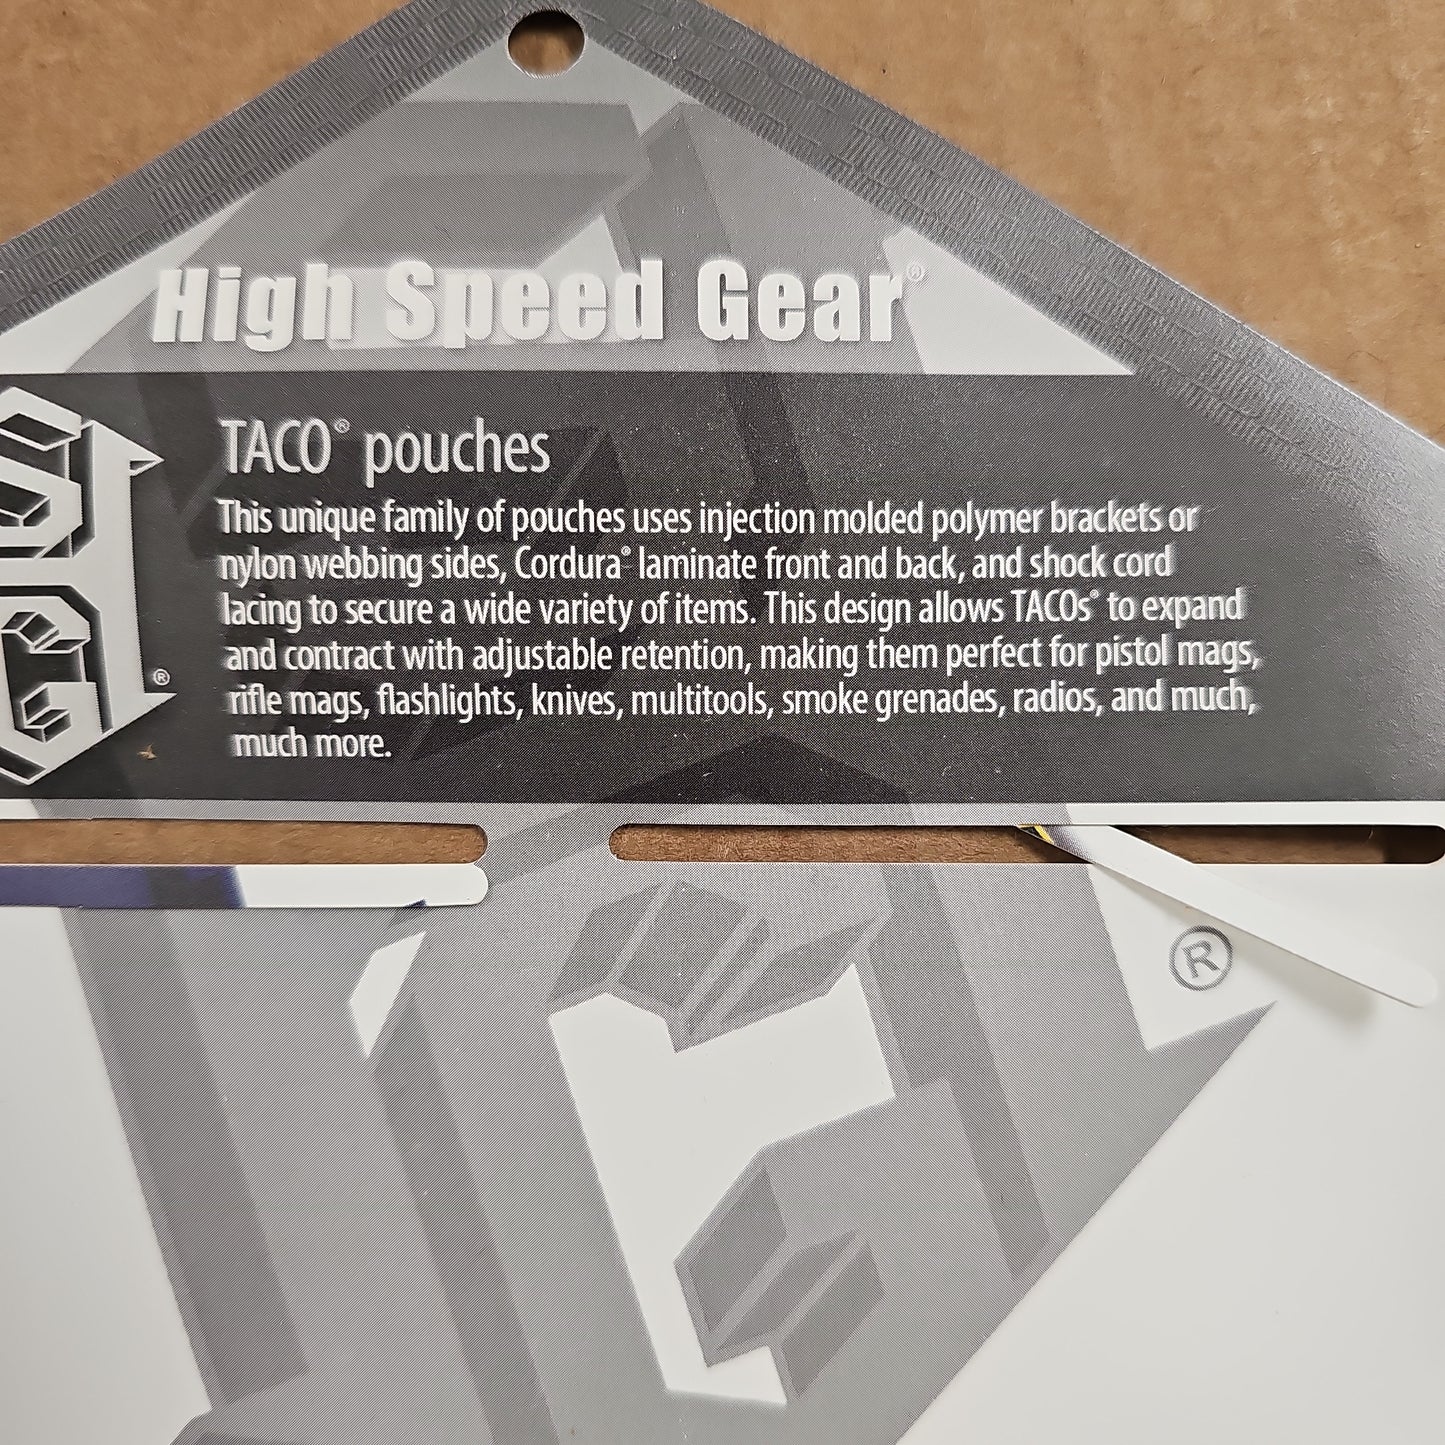 High Speed Gear®
TACO® pouches
This unique family of pouches uses injection molded polymer brackets or
nylon webbing sides, Cordura® laminate front and back, and shock cord
lacing to secure a wide variety of items. This design allows TACOs® to expand
and contract with adjustable retention, making them perfect for pistol mags,
rifle mags, flashlights, knives, multitools, smoke grenades, radios, and much,
much more.
®
®